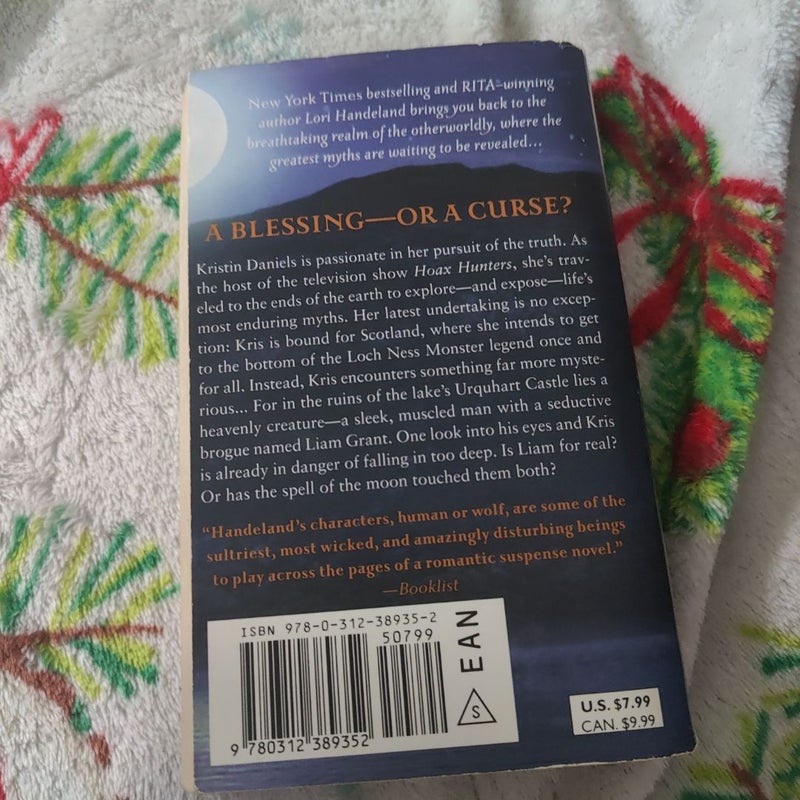 New York Times bestselling and RITA-winning
author Lori Handeland brings you back to the
breathtaking realm of the otherworldly, where the
greatest myths are waiting to be revealed...
A BLESSING—OR A CURSE?
Kristin Daniels is passionate in her pursuit of the truth. As
the host of the television show Hoax Hunters, she's trav-
eled to the ends of the earth to explore—and expose—life's
most enduring myths. Her latest undertaking is no excep-
tion: Kris is bound for Scotland, where she intends to get
to the bottom of the Loch Ness Monster legend once and
for all. Instead, Kris encounters something far more myste-
rious... For in the ruins of the lake's Urquhart Castle lies a
heavenly creature—a sleek, muscled man with a seductive
brogue named Liam Grant. One look into his eyes and Kris
is already in danger of falling in too deep. Is Liam for real?
Or has the spell of the moon touched them both?
"Handeland's characters, human or wolf, are some of the
sultriest, most wicked, and amazingly disturbing beings
to play across the pages of a romantic suspense novel."
—Booklist
ISBN 978-0-312-38935-2
50799
EAN
S
9 780312 389352
U.S. $7.99
CAN. $9.99